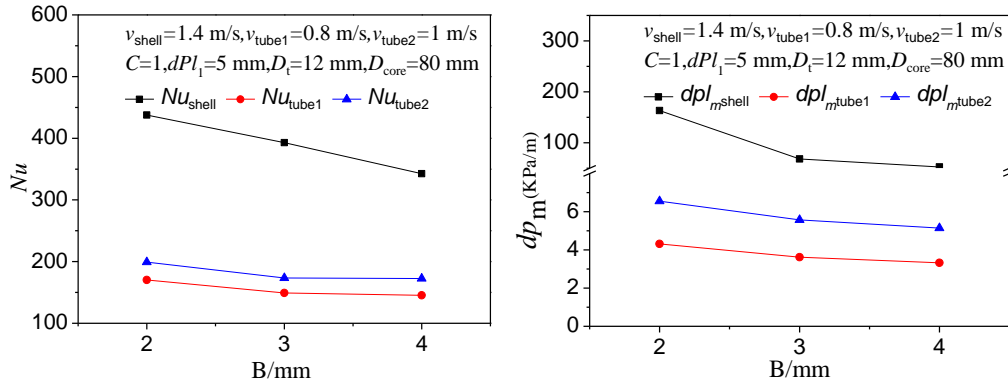 v_shell=1.4 m/s,v_tube1=0.8 m/s,v_tube2=1 m/s
C=1,dPl_1=5 mm,D_t=12 mm,D_core=80 mm
Nu_shell Nu_tube1 Nu_tube2
600
500
400
300
200
100
Nu
2 3 4
B/mm
v_shell=1.4 m/s,v_tube1=0.8 m/s,v_tube2=1 m/s
C=1,dPl_1=5 mm,D_t=12 mm,D_core=80 mm
dpl_mshell dpl_mtube1 dpl_mtube2
300
200
100
6
4
2
0
dp_m(KPa/m)
2 3 4
B/mm